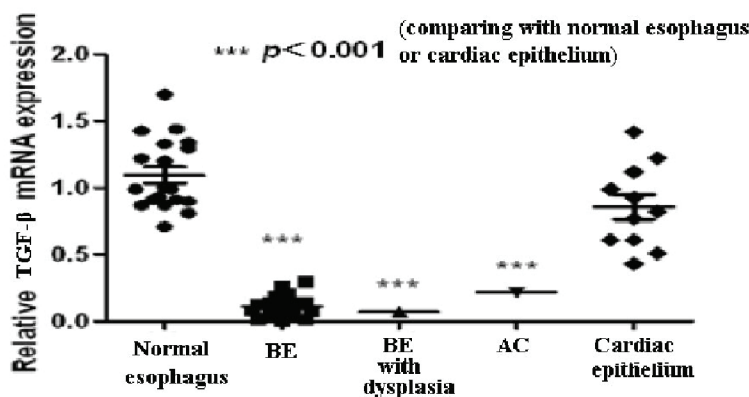 (comparing with normal esophagus
*** p<0.001 or cardiac epithelium)
Relative TGF-β mRNA expression
2.0
1.5
1.0
0.5
0.0
***
***
***
Normal esophagus
BE
BE with dysplasia
AC
Cardiac epithellium